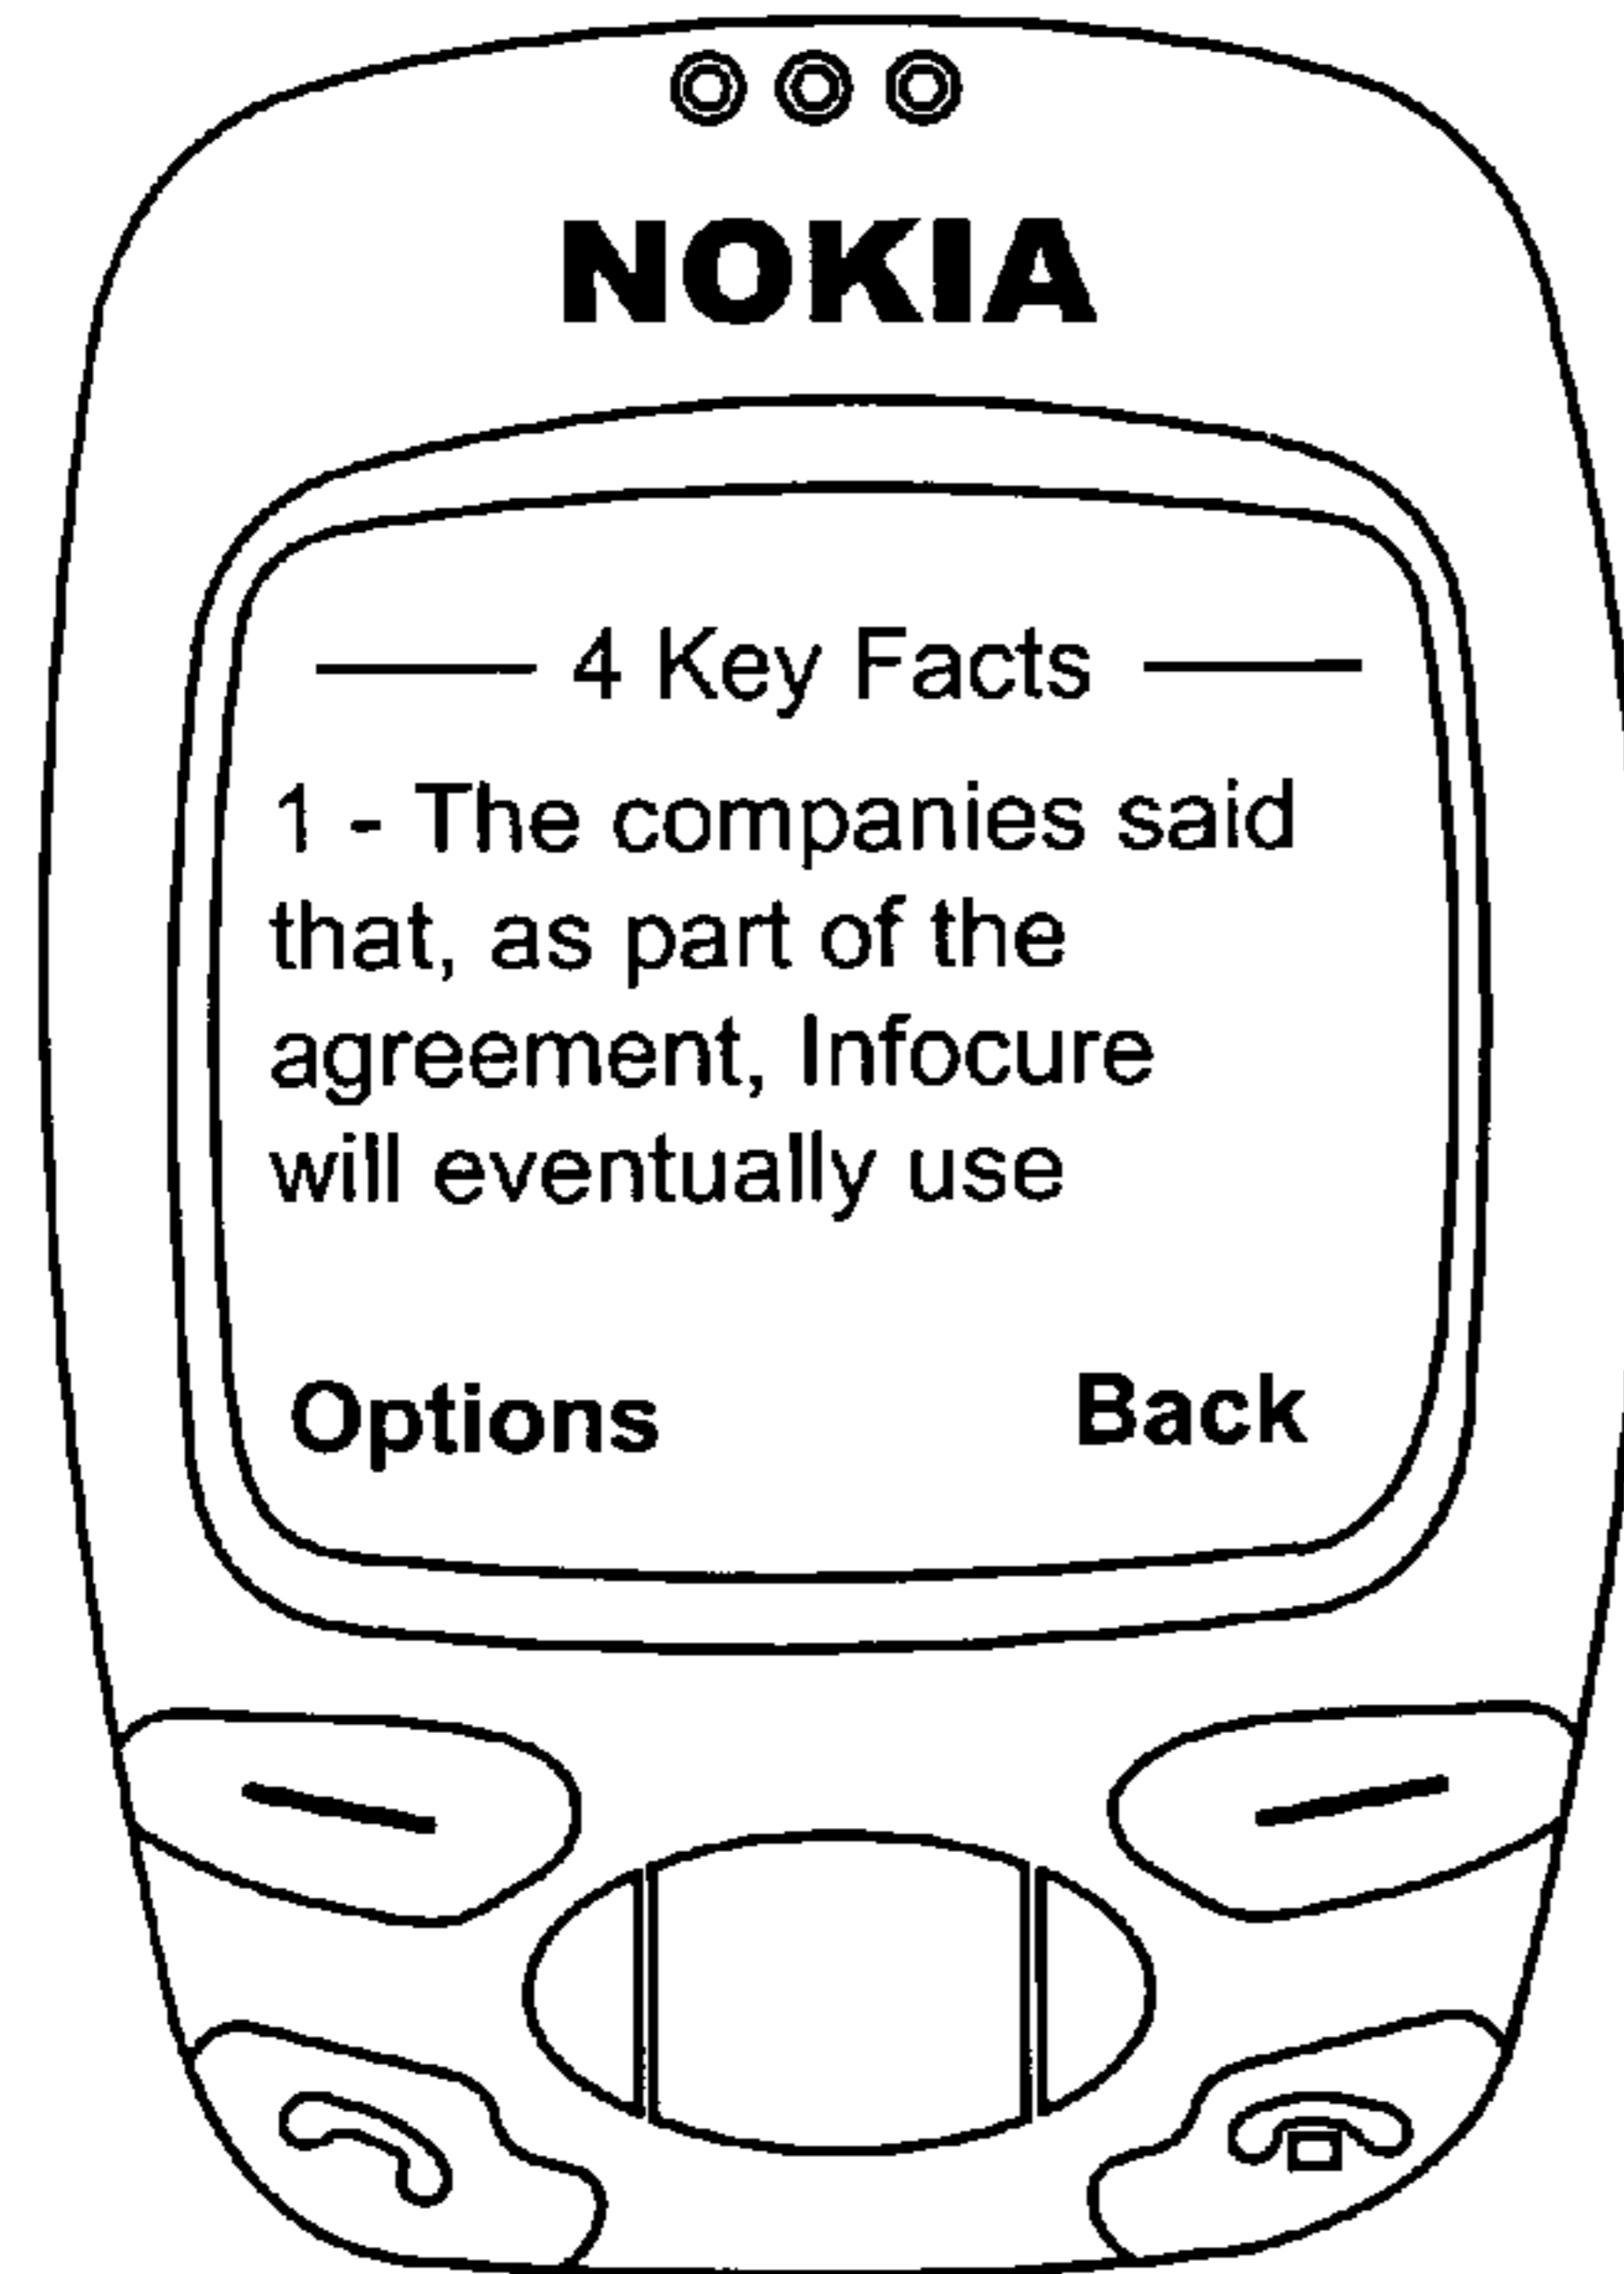 NOKIA
4 Key Facts
1 - The companies said
that, as part of the
agreement, Infocure
will eventually use
Options Back